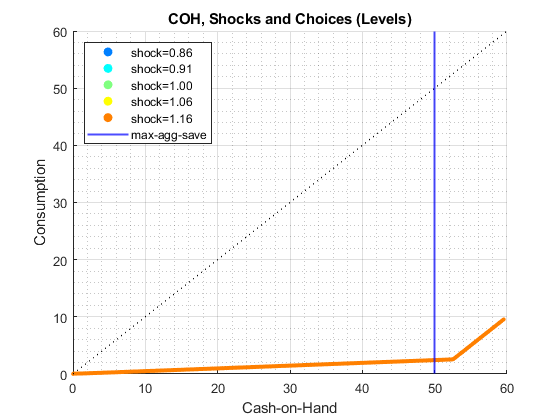 COH, Shocks and Choices (Levels)
60
50
40
30
20
10
0
shock=0.86
shock=0.91
shock=1.00
shock=1.06
shock=1.16
max-agg-save
Consumption
0
10
20
30
40
50
60
Cash-on-Hand